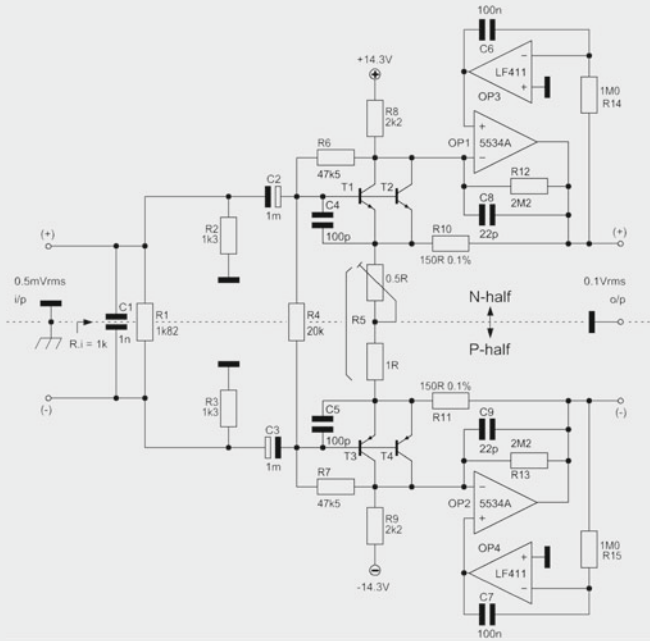 100n
C6
LF411
OP3
+14.3V
1M0
R14
R8
2k2
OP1
5534A
R6
47k5
C2
1m
T1
T2
R12
2M2
C8
22p
R2
1k3
C4
100p
R10
150R 0.1%
(+)
(+)
0.5mVrms
i/p
0.5R
N-half
0.1Vrms
o/p
C1
1n
R1
1k82
R4
20k
R5
R.i = 1k
P-half
1R
(-)
(-)
R3
1k3
C5
100p
150R 0.1%
R11
C9
22p
2M2
R13
C3
1m
T3
T4
R7
47k5
OP2
5534A
R9
2k2
OP4
LF411
1M0
R15
-14.3V
C7
100n
+
−
+
−
−
+
+
−